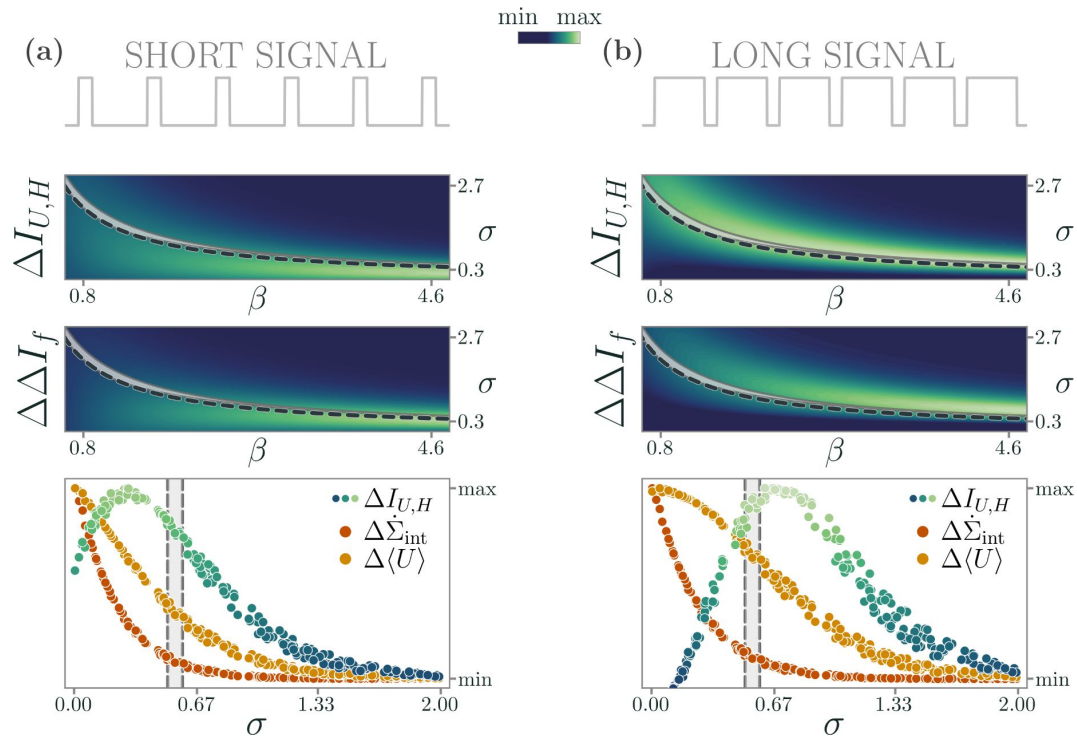 min max
(a) SHORT SIGNAL
(b) LONG SIGNAL
ΔI_{U,H}
2.7
σ
0.3
0.8
β
4.6
ΔI_{U,H}
2.7
σ
0.3
0.8
β
4.6
ΔΔI_f
2.7
σ
0.3
0.8
β
4.6
ΔΔI_f
2.7
σ
0.3
0.8
β
4.6
ΔI_{U,H}
ΔΣ̇_{int}
Δ⟨U⟩
max
min
0.00 0.67 1.33 2.00
σ
ΔI_{U,H}
ΔΣ̇_{int}
Δ⟨U⟩
max
min
0.00 0.67 1.33 2.00
σ